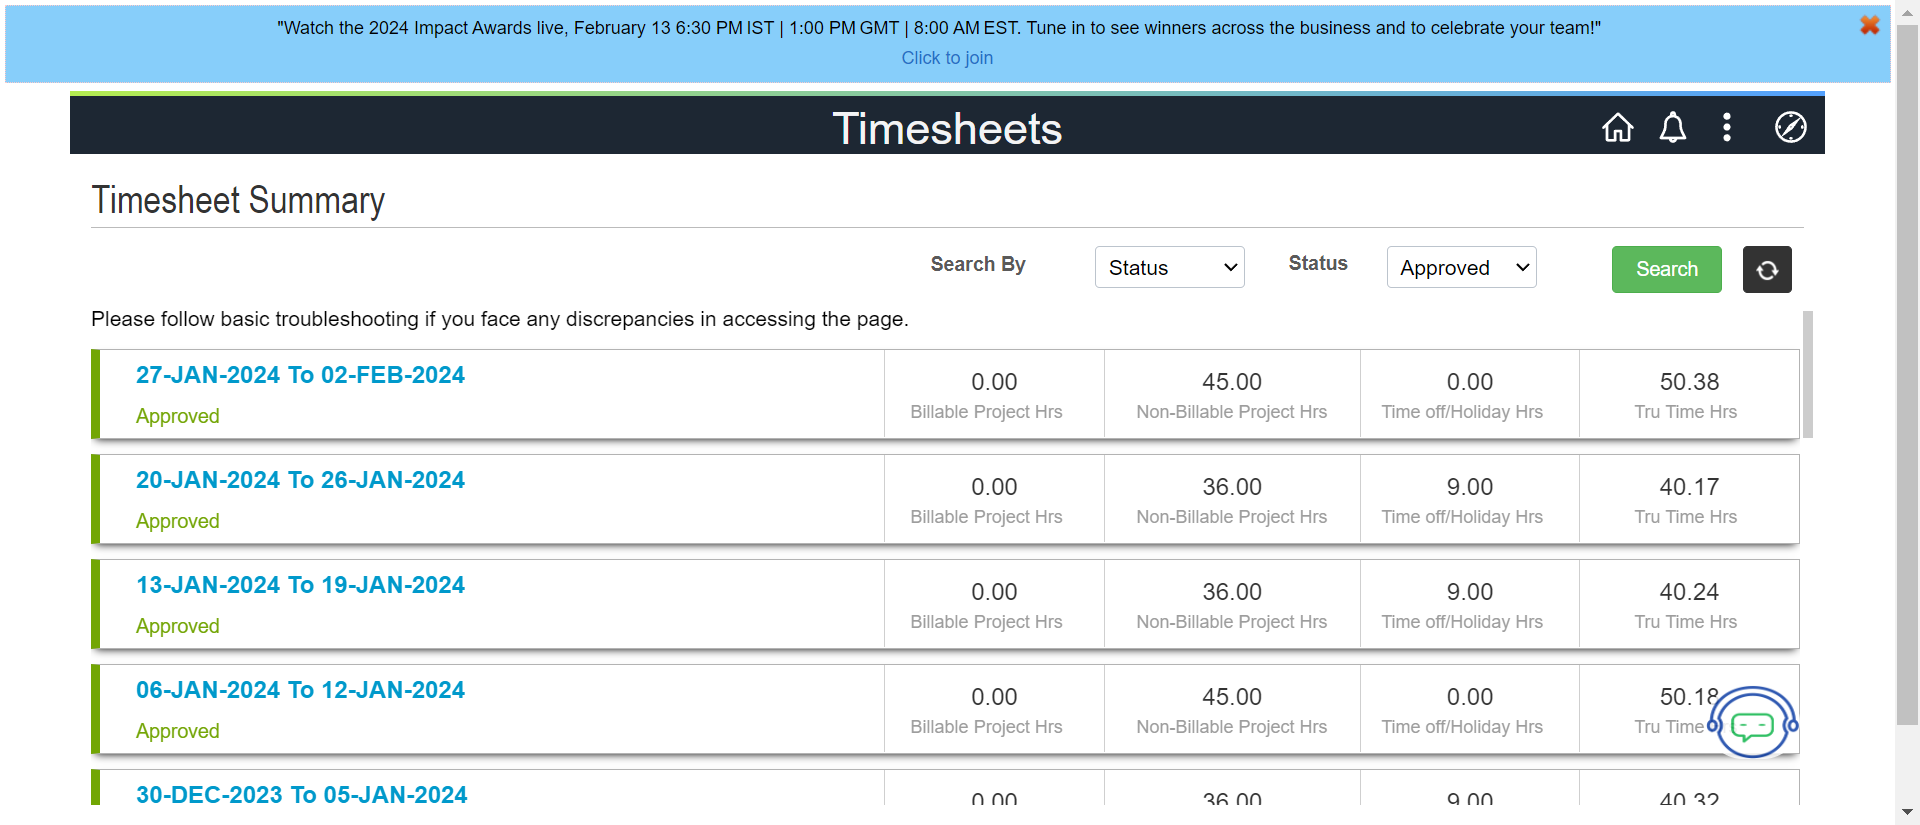 "Watch the 2024 Impact Awards live, February 13 6:30 PM IST | 1:00 PM GMT | 8:00 AM EST. Tune in to see winners across the business and to celebrate your team!"
Click to join
Timesheets
Timesheet Summary
Search By Status Status Approved Search
Please follow basic troubleshooting if you face any discrepancies in accessing the page.
27-JAN-2024 To 02-FEB-2024 0.00 45.00 0.00 50.38
Approved Billable Project Hrs Non-Billable Project Hrs Time off/Holiday Hrs Tru Time Hrs
20-JAN-2024 To 26-JAN-2024 0.00 36.00 9.00 40.17
Approved Billable Project Hrs Non-Billable Project Hrs Time off/Holiday Hrs Tru Time Hrs
13-JAN-2024 To 19-JAN-2024 0.00 36.00 9.00 40.24
Approved Billable Project Hrs Non-Billable Project Hrs Time off/Holiday Hrs Tru Time Hrs
06-JAN-2024 To 12-JAN-2024 0.00 45.00 0.00 50.18
Approved Billable Project Hrs Non-Billable Project Hrs Time off/Holiday Hrs Tru Time
30-DEC-2023 To 05-JAN-2024 0.00 36.00 9.00 40.32